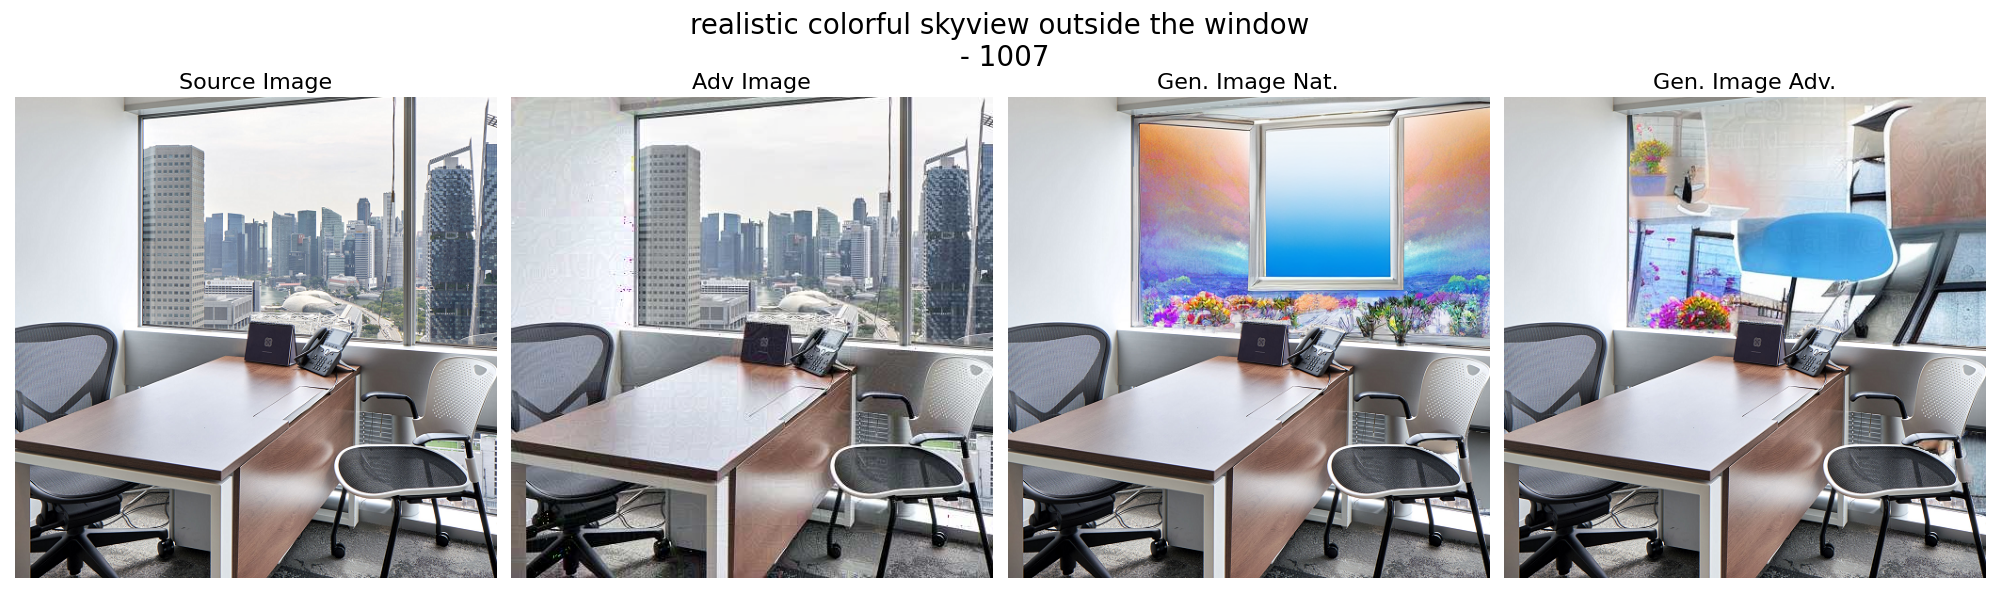 realistic colorful skyview outside the window
- 1007
Source Image
Adv Image
Gen. Image Nat.
Gen. Image Adv.